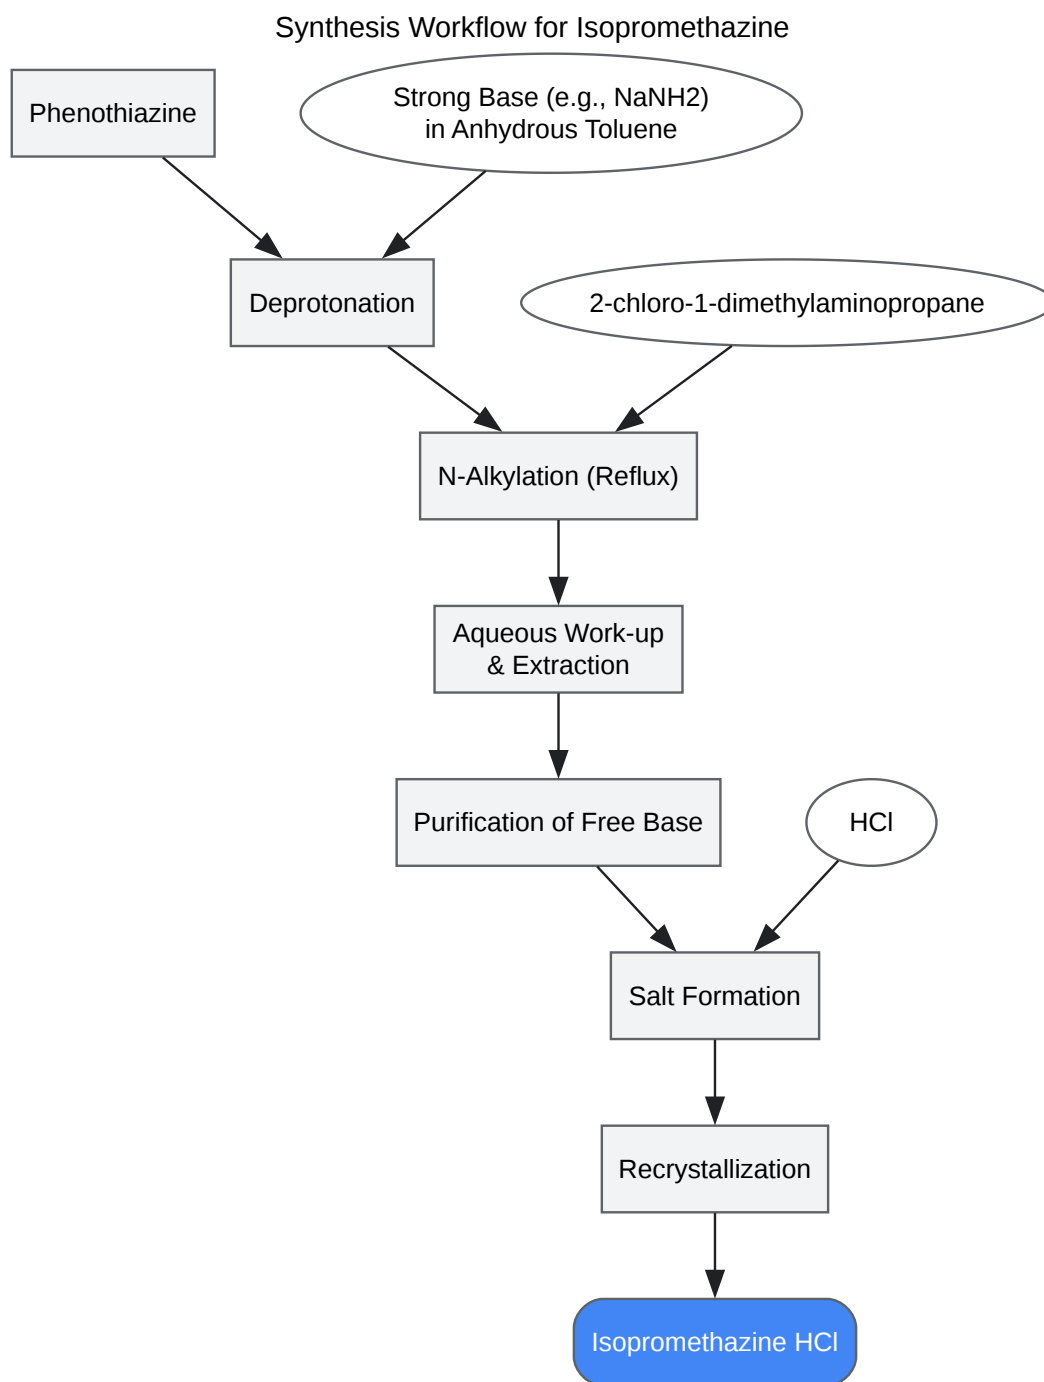 Synthesis Workflow for Isopromethazine
Phenothiazine
Strong Base (e.g., NaNH2)
in Anhydrous Toluene
Deprotonation
2-chloro-1-dimethylaminopropane
N-Alkylation (Reflux)
Aqueous Work-up
& Extraction
Purification of Free Base
HCl
Salt Formation
Recrystallization
Isopromethazine HCl